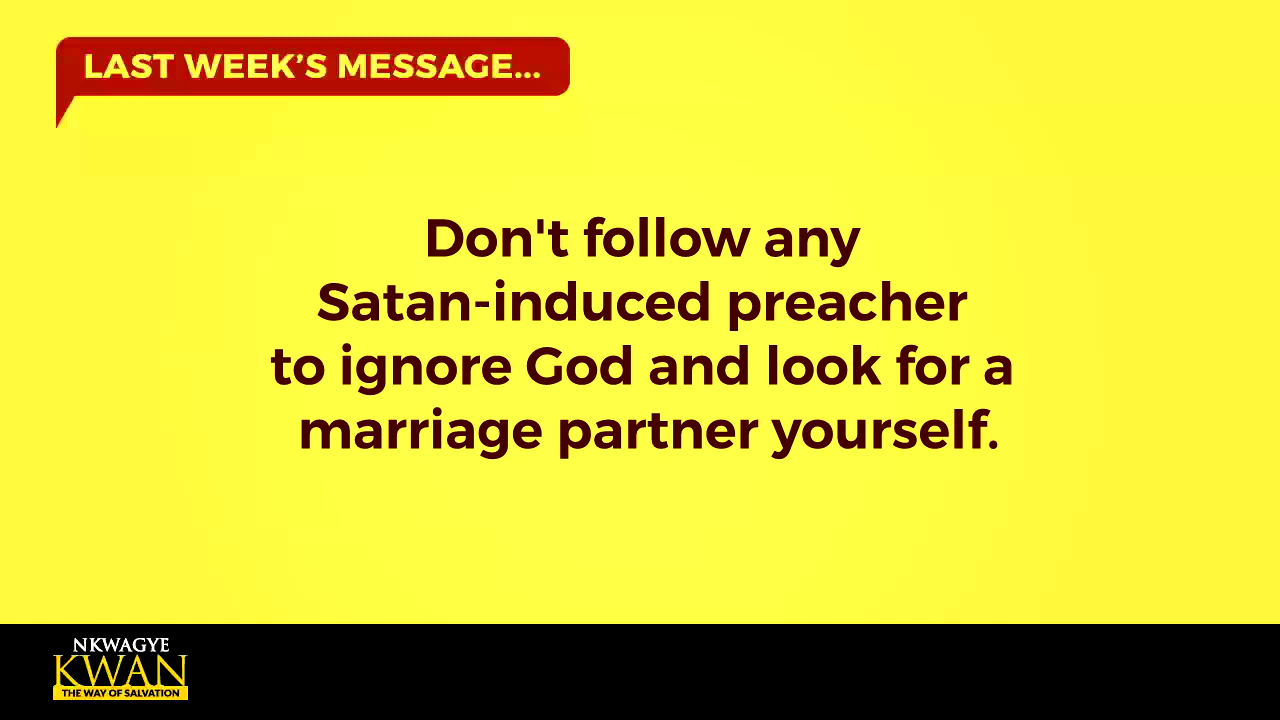 LAST WEEK’S MESSAGE...
Don't follow any
Satan-induced preacher
to ignore God and look for a
marriage partner yourself.
NKWAGYE
KWAN
THE WAY OF SALVATION